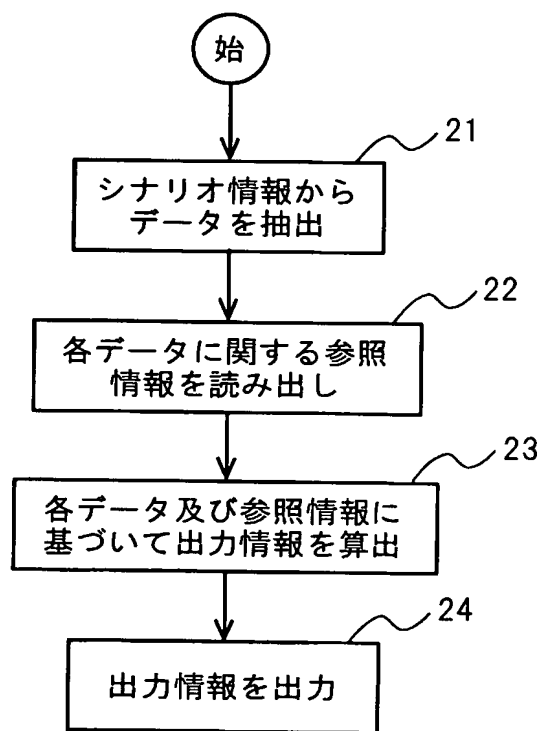 始
21
シナリオ情報から
データを抽出
22
各データに関する参照
情報を読み出し
23
各データ及び参照情報に
基づいて出力情報を算出
24
出力情報を出力